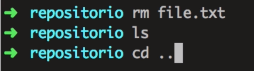 ➜ repositorio rm file.txt
➜ repositorio ls
➜ repositorio cd ..